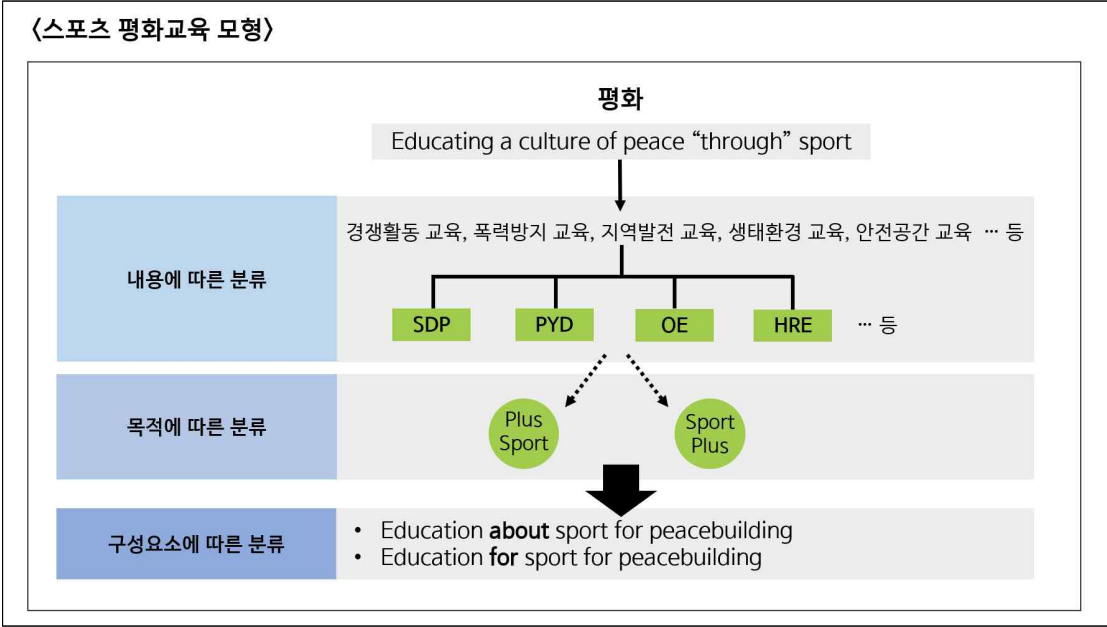 〈스포츠 평화교육 모형〉
평화
Educating a culture of peace “through” sport
내용에 따른 분류
경쟁활동 교육, 폭력방지 교육, 지역발전 교육, 생태환경 교육, 안전공간 교육 ··· 등
SDP PYD OE HRE ··· 등
목적에 따른 분류
Plus
Sport
Sport
Plus
구성요소에 따른 분류
• Education about sport for peacebuilding
• Education for sport for peacebuilding